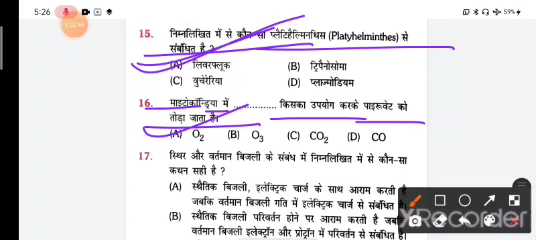 5:26
59%
15. निम्नलिखित में से कौन सा प्लैटिहैल्मिनथिस (Platyhelminthes) से
संबंधित है ?
(A) लिवरफ्लूक (B) ट्रिपैनोसोमा
(C) वुचेरेरिया (D) प्लाज्मोडियम
16. माइटोकॉन्ड्रिया में ................ किसका उपयोग करके पाइरूवेट को
तोड़ा जाता है।
(A) O₂ (B) O₃ (C) CO₂ (D) CO
17. स्थिर और वर्तमान बिजली के संबंध में निम्नलिखित में से कौन-सा
कथन सही है ?
(A) स्थैतिक बिजली, इलेक्ट्रिक चार्ज के साथ आराम करती है
जबकि वर्तमान बिजली गति में इलेक्ट्रिक चार्ज से संबंधित है
(B) स्थैतिक बिजली परिवर्तन होने पर आराम करती है
वर्तमान बिजली इलेक्ट्रॉन और प्रोट्रॉन में परिवर्तन से संबंधित है।